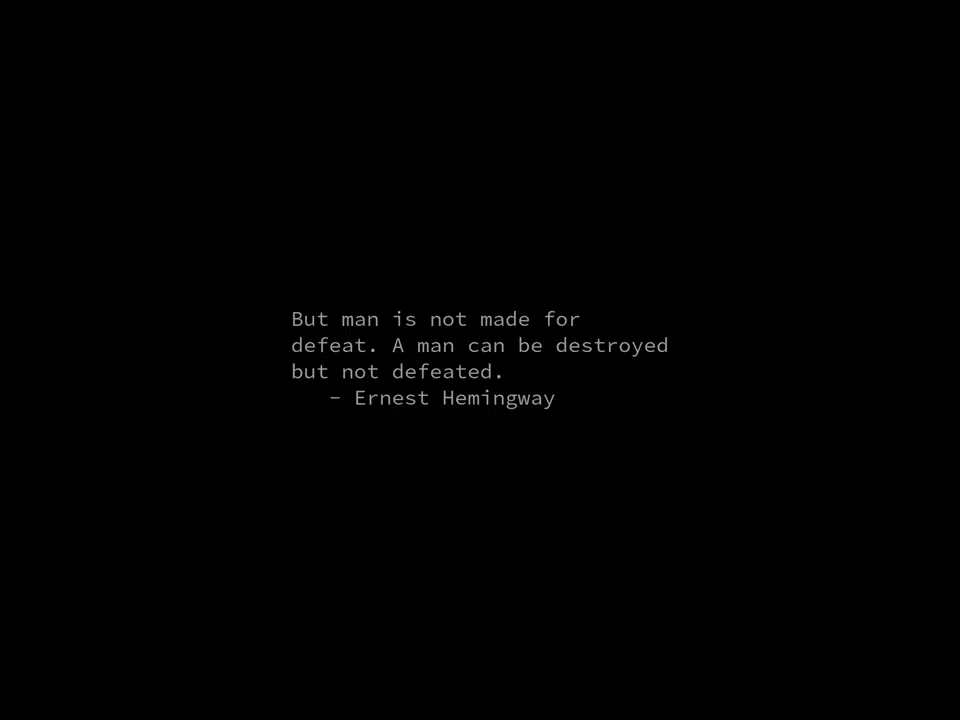 But man is not made for
defeat. A man can be destroyed
but not defeated.
- Ernest Hemingway